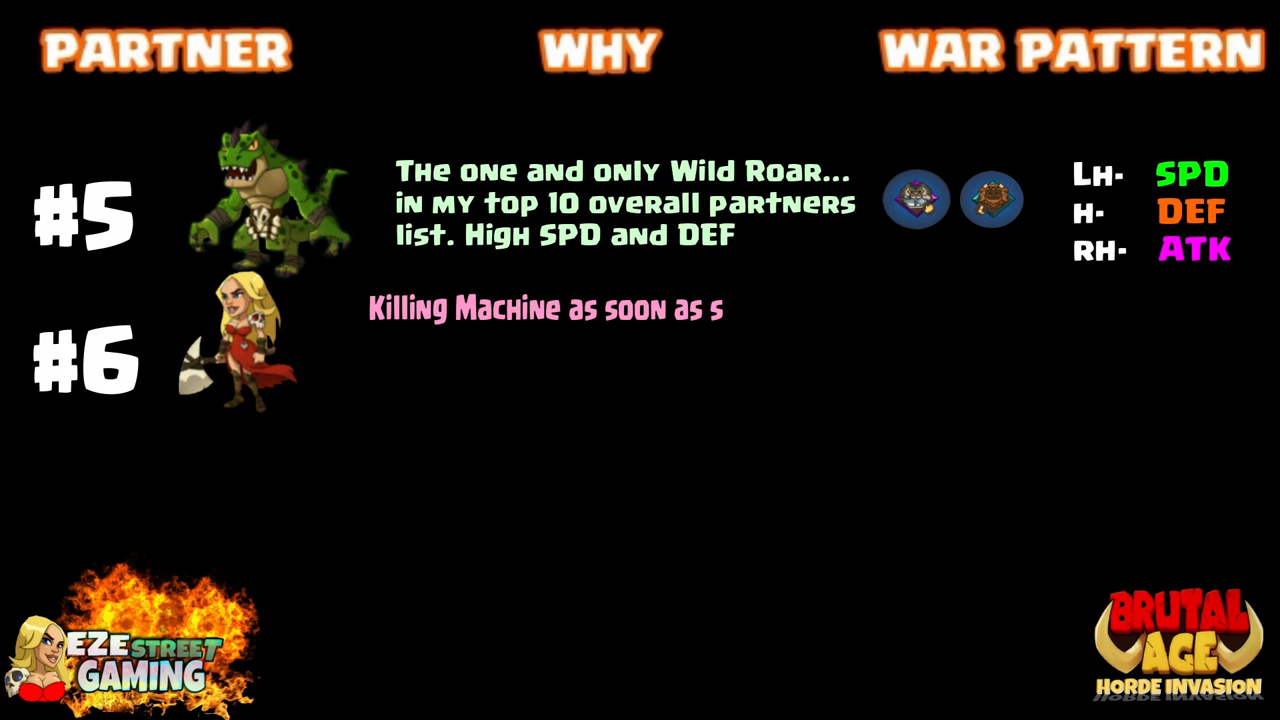 PARTNER
WHY
WAR PATTERN
#5
The one and only Wild Roar...
in my top 10 overall partners
list. High SPD and DEF
LH- SPD
H- DEF
RH- ATK
#6
Killing Machine as soon as s
EZE STREET
GAMING
BRUTAL
AGE
HORDE INVASION